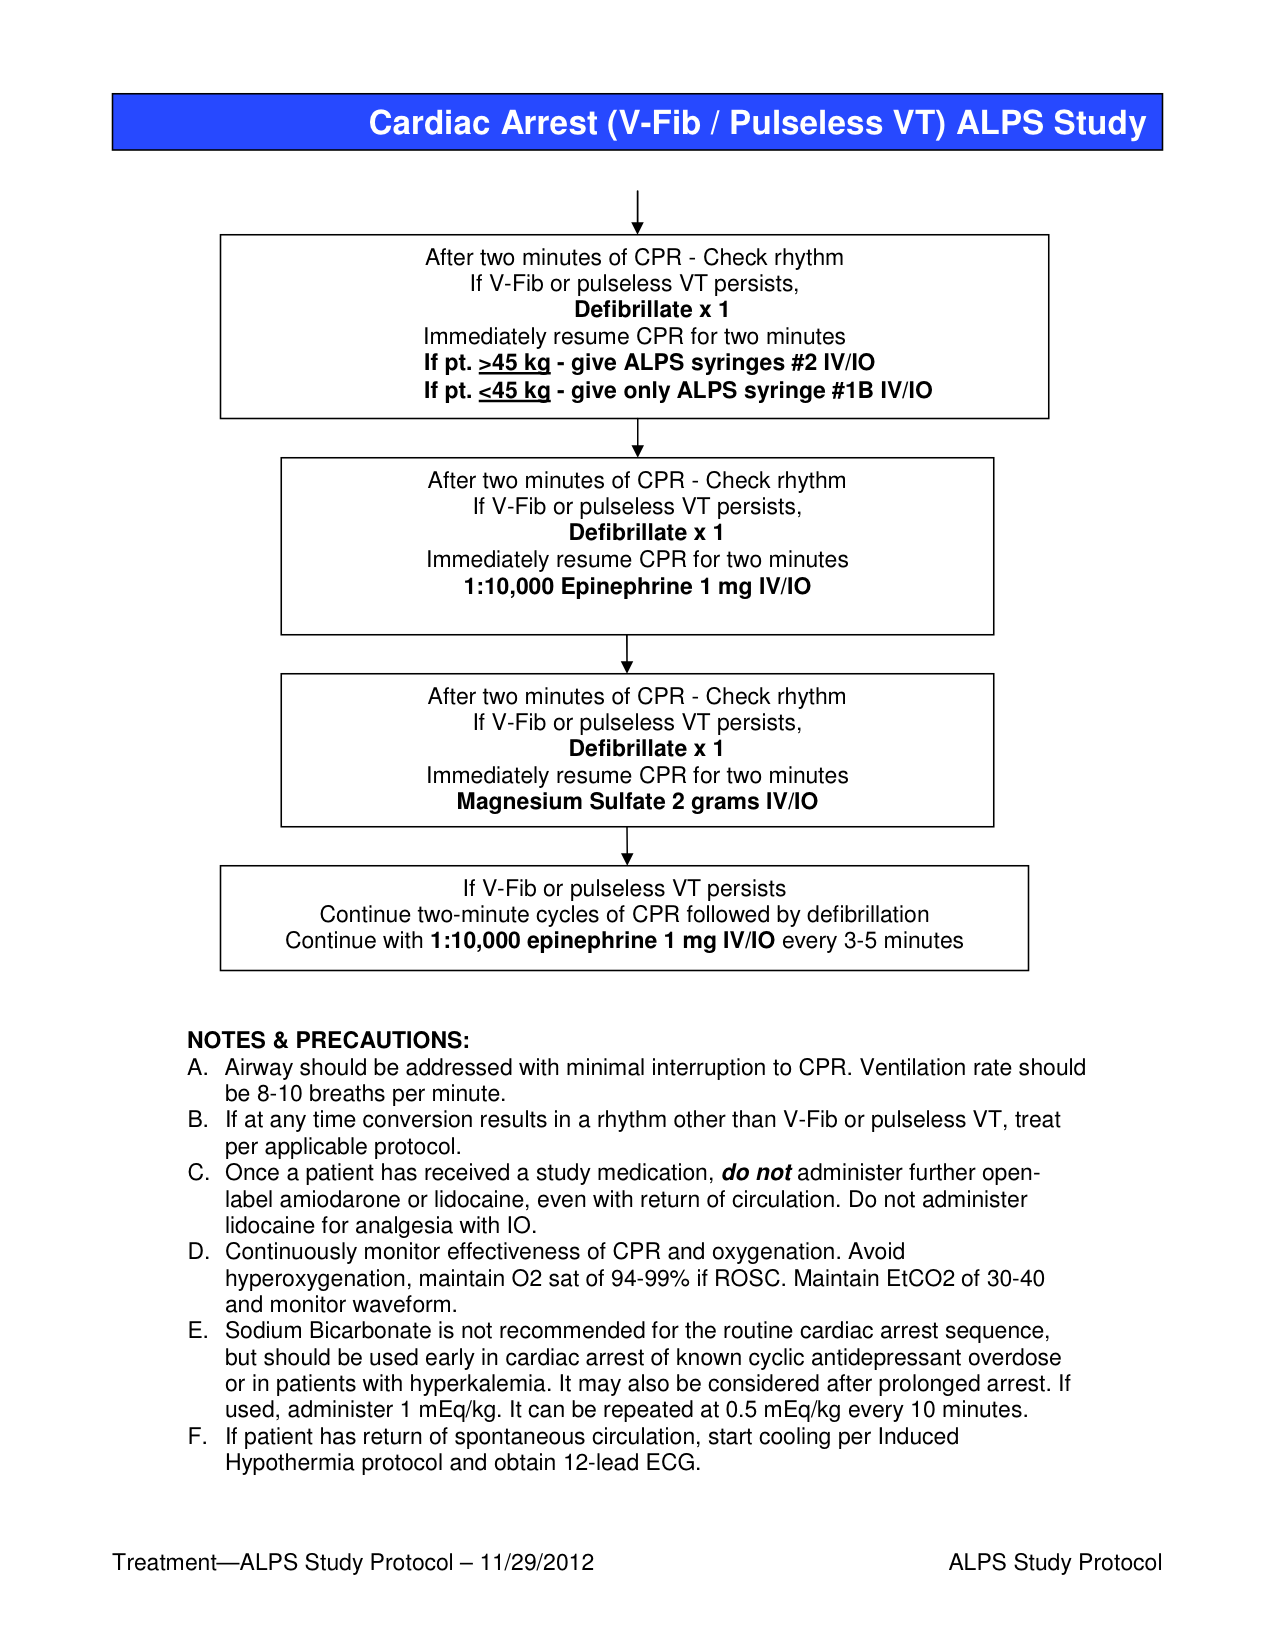 Cardiac Arrest (V-Fib / Pulseless VT) ALPS Study
After two minutes of CPR - Check rhythm
If V-Fib or pulseless VT persists,
Defibrillate x 1
Immediately resume CPR for two minutes
If pt. >45 kg - give ALPS syringes #2 IV/IO
If pt. <45 kg - give only ALPS syringe #1B IV/IO
After two minutes of CPR - Check rhythm
If V-Fib or pulseless VT persists,
Defibrillate x 1
Immediately resume CPR for two minutes
1:10,000 Epinephrine 1 mg IV/IO
After two minutes of CPR - Check rhythm
If V-Fib or pulseless VT persists,
Defibrillate x 1
Immediately resume CPR for two minutes
Magnesium Sulfate 2 grams IV/IO
If V-Fib or pulseless VT persists
Continue two-minute cycles of CPR followed by defibrillation
Continue with 1:10,000 epinephrine 1 mg IV/IO every 3-5 minutes
NOTES & PRECAUTIONS:
A. Airway should be addressed with minimal interruption to CPR. Ventilation rate should
be 8-10 breaths per minute.
B. If at any time conversion results in a rhythm other than V-Fib or pulseless VT, treat
per applicable protocol.
C. Once a patient has received a study medication, do not administer further open-
label amiodarone or lidocaine, even with return of circulation. Do not administer
lidocaine for analgesia with IO.
D. Continuously monitor effectiveness of CPR and oxygenation. Avoid
hyperoxygenation, maintain O2 sat of 94-99% if ROSC. Maintain EtCO2 of 30-40
and monitor waveform.
E. Sodium Bicarbonate is not recommended for the routine cardiac arrest sequence,
but should be used early in cardiac arrest of known cyclic antidepressant overdose
or in patients with hyperkalemia. It may also be considered after prolonged arrest. If
used, administer 1 mEq/kg. It can be repeated at 0.5 mEq/kg every 10 minutes.
F. If patient has return of spontaneous circulation, start cooling per Induced
Hypothermia protocol and obtain 12-lead ECG.
Treatment—ALPS Study Protocol – 11/29/2012 ALPS Study Protocol